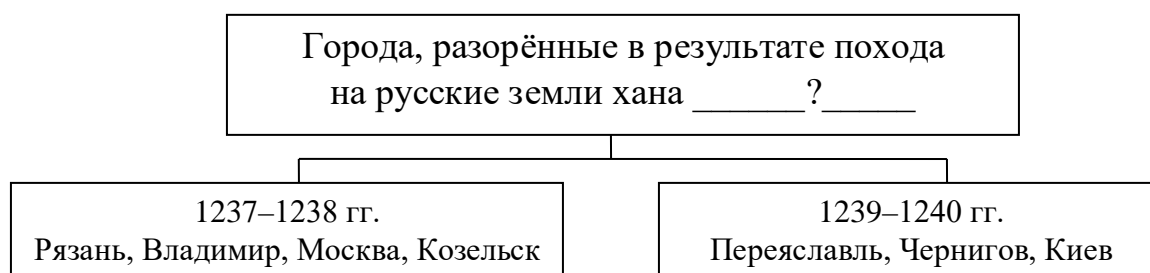 Города, разорённые в результате похода
на русские земли хана ______?_____
1237–1238 гг.
Рязань, Владимир, Москва, Козельск
1239–1240 гг.
Переяславль, Чернигов, Киев